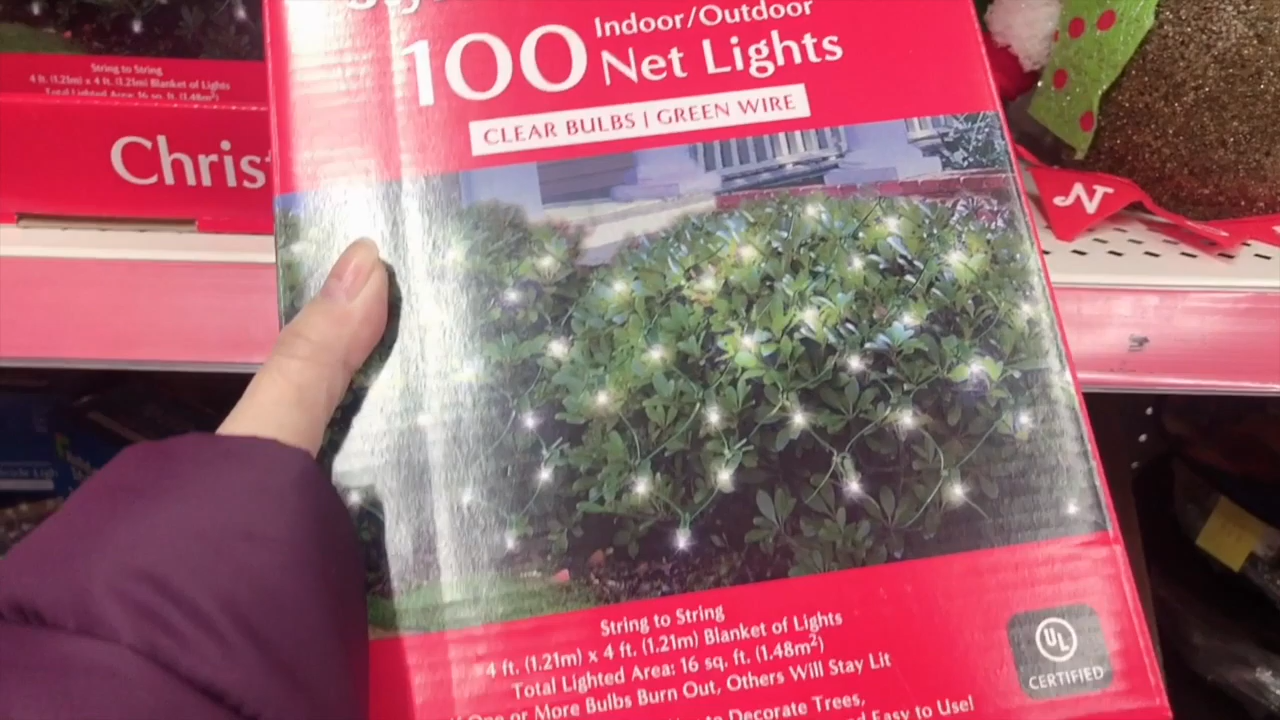 String to String
4 ft. (1.21m) x 4 ft. (1.21m) Blanket of Lights
Total Lighted Area: 16 sq. ft. (1.48m²)
Chris
100 Indoor/Outdoor
Net Lights
CLEAR BULBS | GREEN WIRE
N
String to String
4 ft. (1.21m) x 4 ft. (1.21m) Blanket of Lights
Total Lighted Area: 16 sq. ft. (1.48m²)
One or More Bulbs Burn Out, Others Will Stay Lit
to Decorate Trees,
and Easy to Use!
UL
CERTIFIED